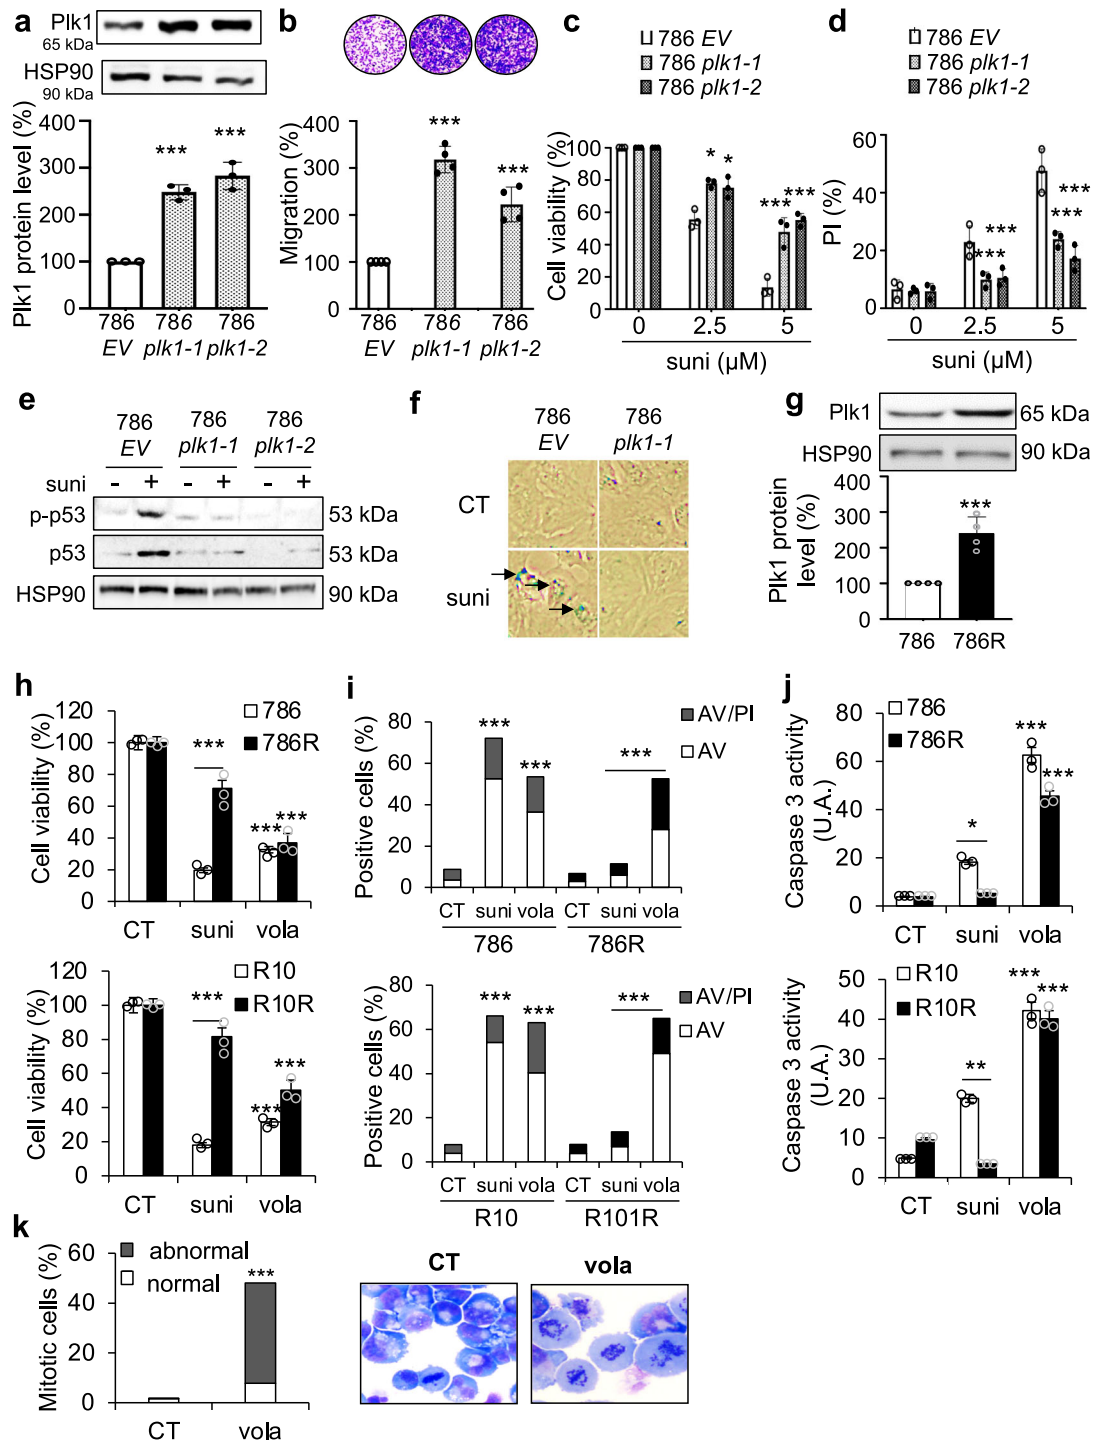 a
Plk1
65 kDa
HSP90
90 kDa
Plk1 protein level (%)
400
300
200
100
0
***
***
786 786 786
EV plk1-1 plk1-2
b
Migration (%)
400
300
200
100
0
***
***
786 786 786
EV plk1-1 plk1-2
c
786 EV
786 plk1-1
786 plk1-2
Cell viability (%)
100
80
60
40
20
0
* *
*** ***
0 2.5 5
suni (µM)
d
786 EV
786 plk1-1
786 plk1-2
PI (%)
60
40
20
0
***
***
***
***
0 2.5 5
suni (µM)
e
786 786 786
EV plk1-1 plk1-2
suni - + - + - +
p-p53 53 kDa
p53 53 kDa
HSP90 90 kDa
f
786 786
EV plk1-1
CT
suni
g
Plk1 65 kDa
HSP90 90 kDa
Plk1 protein
level (%)
400
300
200
100
0
***
786 786R
h
Cell viability (%)
120
100
80
60
40
20
0
786
786R
***
*** ***
CT suni vola
Cell viability (%)
120
100
80
60
40
20
0
R10
R10R
***
*** ***
CT suni vola
i
Positive cells (%)
80
60
40
20
0
AV/PI
AV
*** *** ***
CT suni vola CT suni vola
786 786R
Positive cells (%)
80
60
40
20
0
AV/PI
AV
*** *** ***
CT suni vola CT suni vola
R10 R101R
j
Caspase 3 activity
(U.A.)
80
60
40
20
0
786
786R
*
*** ***
CT suni vola
Caspase 3 activity
(U.A.)
50
40
30
20
10
0
R10
R10R
**
*** ***
CT suni vola
k
Mitotic cells (%)
60
40
20
0
abnormal
normal
***
CT vola
CT vola